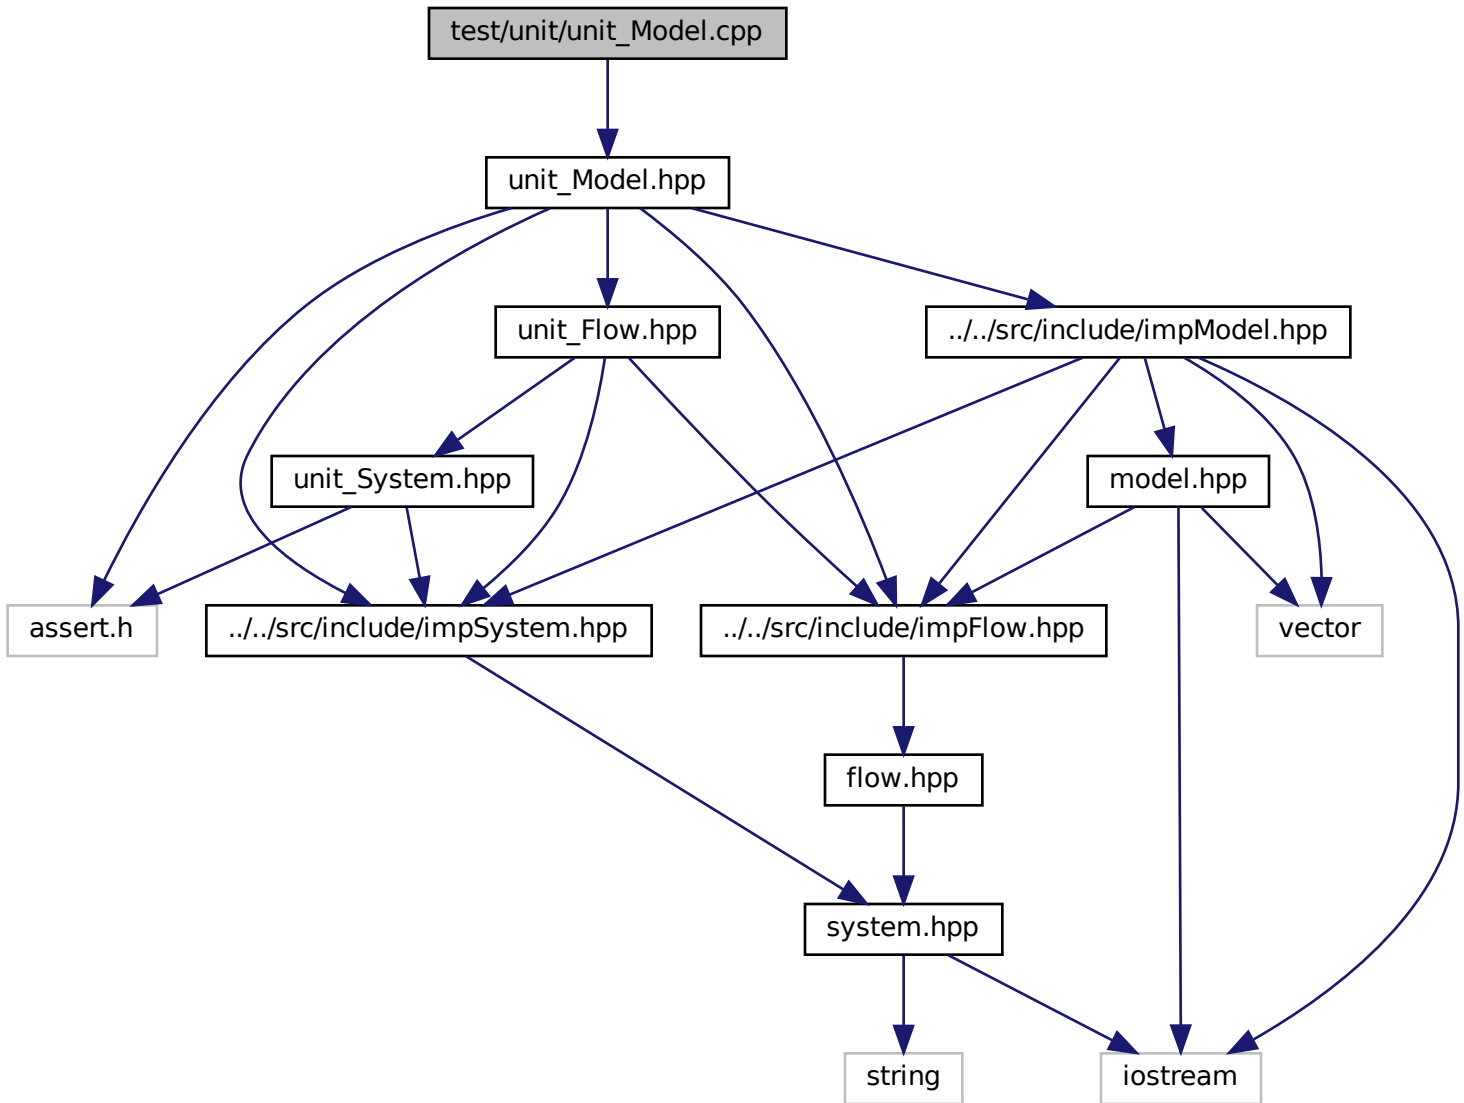 test/unit/unit_Model.cpp
unit_Model.hpp
unit_Flow.hpp
../../src/include/impModel.hpp
unit_System.hpp
model.hpp
assert.h
../../src/include/impSystem.hpp
../../src/include/impFlow.hpp
vector
flow.hpp
system.hpp
string
iostream